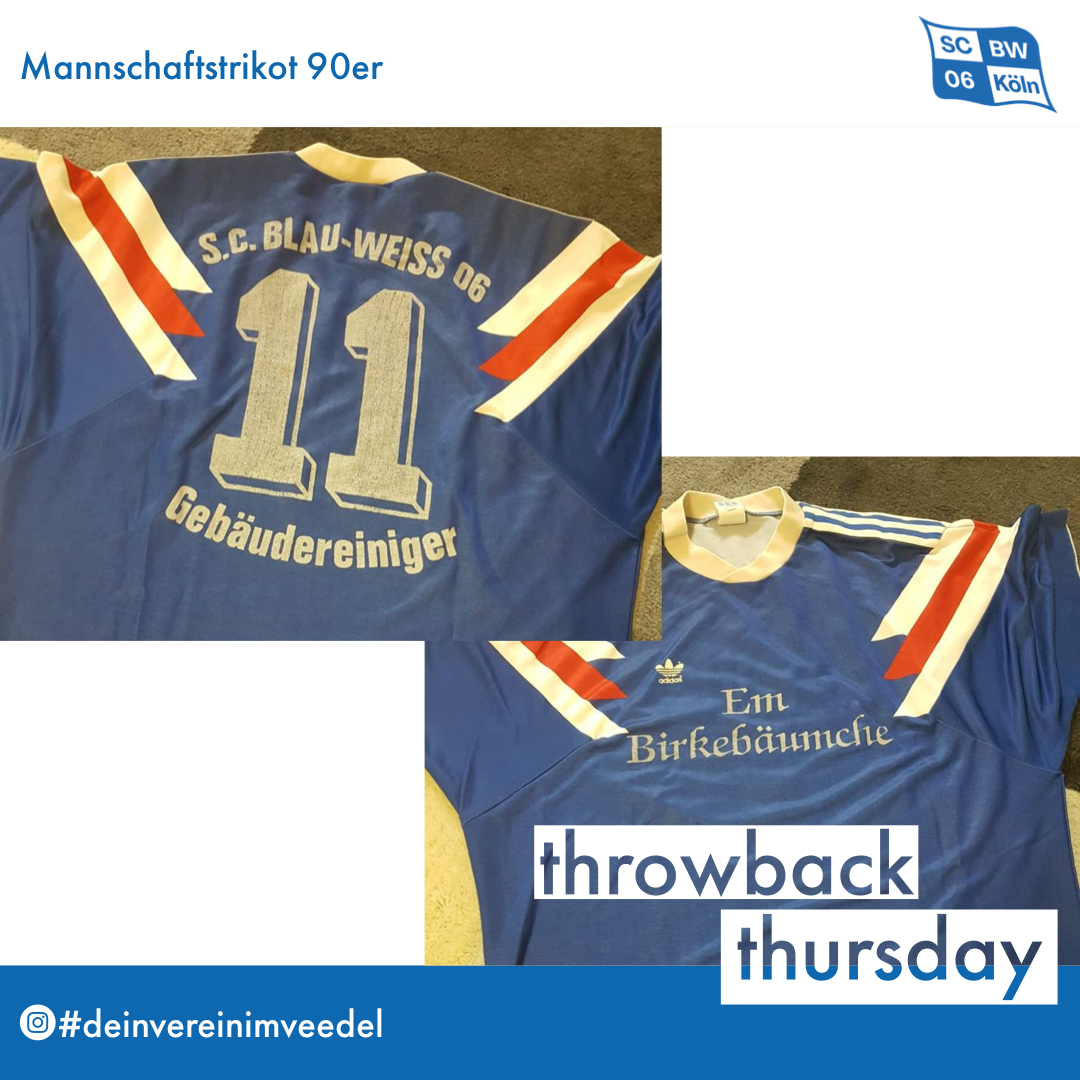 Mannschaftstrikot 90er
SC BW
06 Köln
S.C. BLAU-WEISS 06
11
Gebäudereiniger
adidas
Em
Birkebäumche
throwback
thursday
#deinvereinimveedel